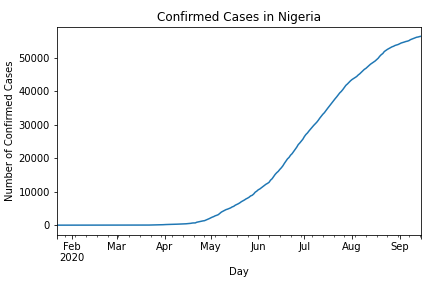 Confirmed Cases in Nigeria
Number of Confirmed Cases
50000
40000
30000
20000
10000
0
Feb Mar Apr May Jun Jul Aug Sep
2020
Day